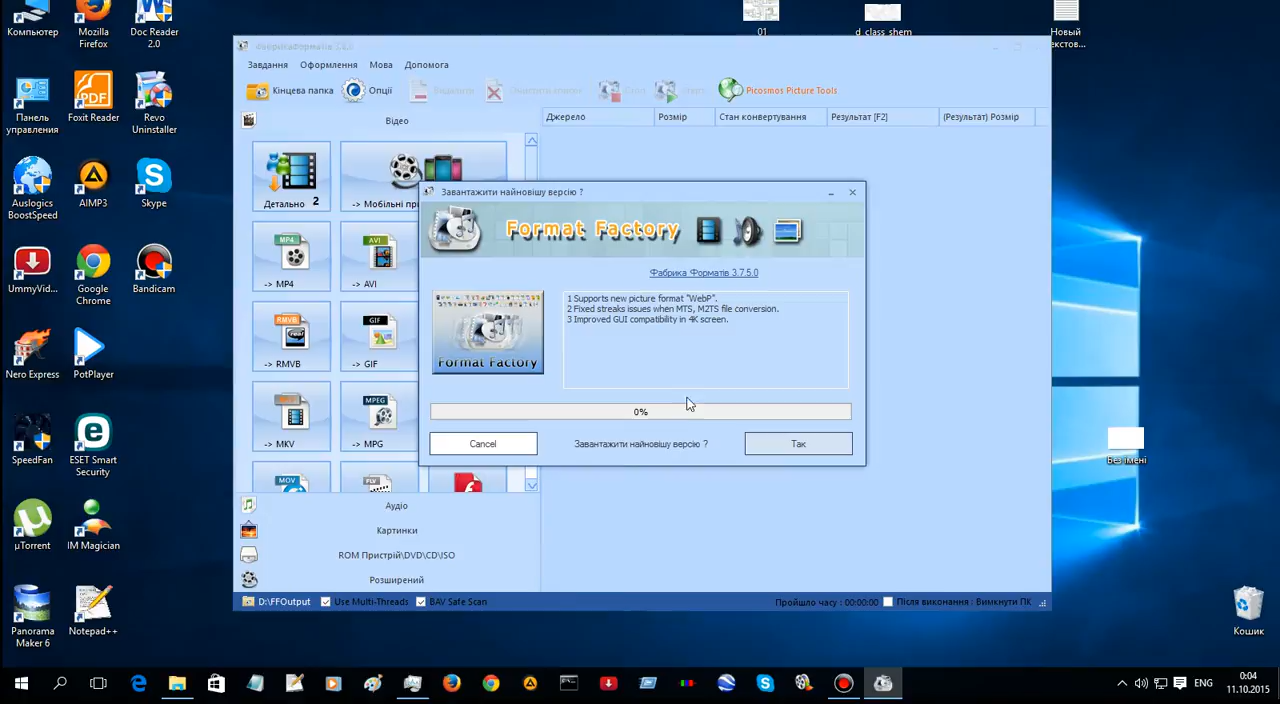 Компьютер
Mozilla
Firefox
Doc Reader
2.0
Панель
управления
Foxit Reader
Revo
Uninstaller
Auslogics
BoostSpeed
AIMP3
Skype
UmmyVid...
Google
Chrome
Bandicam
Nero Express
PotPlayer
SpeedFan
ESET Smart
Security
µTorrent
IM Magician
Panorama
Maker 6
Notepad++
01
d_class_shem
Новый
текстов...
Без імені
Кошик
Завдання
Оформлення
Мова
Допомога
Кінцева папка
Опції
Picosmos Picture Tools
Відео
Джерело
Розмір
Стан конвертування
Результат [F2]
(Результат) Розмір
Детально
2
-> Мобільні пр
-> MP4
-> AVI
-> RMVB
-> GIF
-> MKV
-> MPG
Аудіо
Картинки
ROM Пристрій\DVD\CD\ISO
Розширений
D:\FFOutput
Use Multi-Threads
BAV Safe Scan
Пройшло часу : 00:00:00
Після виконання : Вимкнути ПК
Завантажити найновішу версію ?
Format Factory
Фабрика Форматів 3.7.5.0
Format Factory
1 Supports new picture format "WebP".
2 Fixed streaks issues when MTS, M2TS file conversion.
3 Improved GUI compatibility in 4K screen.
0%
Cancel
Завантажити найновішу версію ?
Так
ENG
0:04
11.10.2015